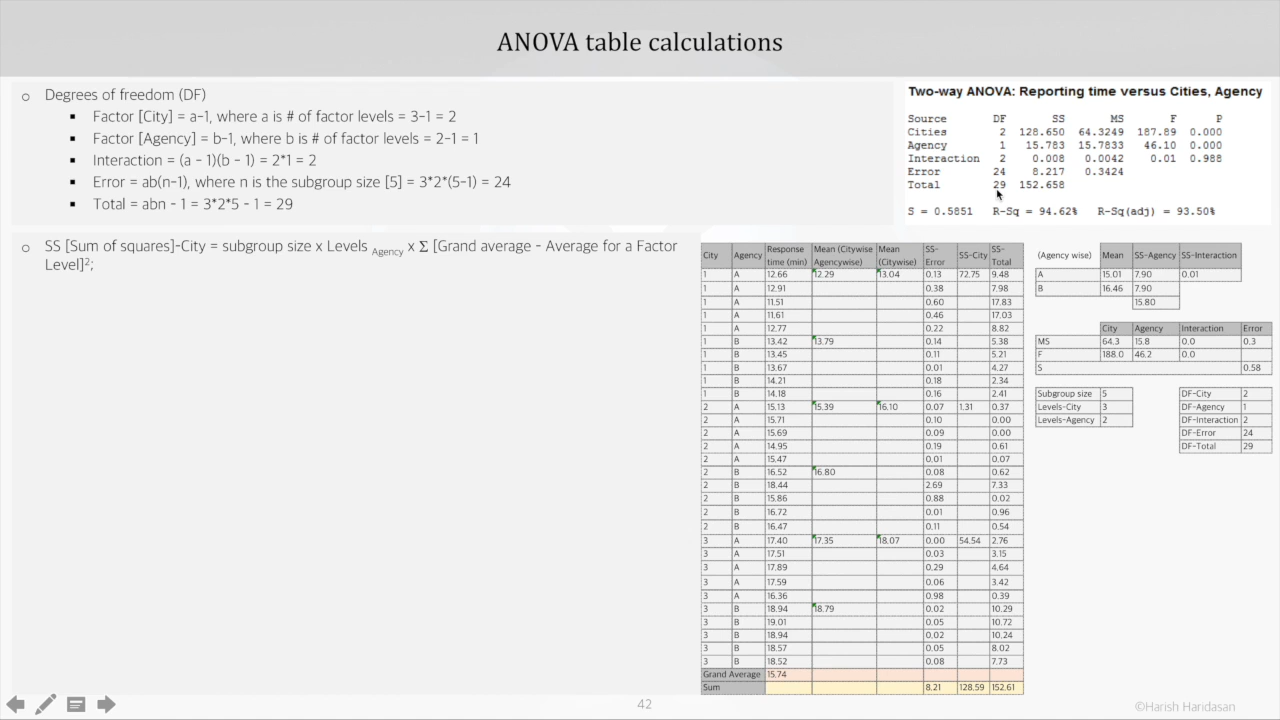 ANOVA table calculations
o Degrees of freedom (DF)
▪ Factor [City] = a-1, where a is # of factor levels = 3-1 = 2
▪ Factor [Agency] = b-1, where b is # of factor levels = 2-1 = 1
▪ Interaction = (a - 1)(b - 1) = 2*1 = 2
▪ Error = ab(n-1), where n is the subgroup size [5] = 3*2*(5-1) = 24
▪ Total = abn - 1 = 3*2*5 - 1 = 29
Two-way ANOVA: Reporting time versus Cities, Agency
Source DF SS MS F P
Cities 2 128.650 64.3249 187.89 0.000
Agency 1 15.783 15.7833 46.10 0.000
Interaction 2 0.008 0.0042 0.01 0.988
Error 24 8.217 0.3424
Total 29 152.658
S = 0.5851 R-Sq = 94.62% R-Sq(adj) = 93.50%
o SS [Sum of squares]-City = subgroup size x Levels Agency x Σ [Grand average - Average for a Factor
Level]²;
City Agency Response time (min) Mean (Citywise Agencywise) Mean (Citywise) SS-Error SS-City SS-Total
1 A 12.66 12.29 13.04 0.13 72.75 9.48
1 A 12.91 0.38 7.98
1 A 11.51 0.60 17.83
1 A 11.61 0.46 17.03
1 A 12.77 0.22 8.82
1 B 13.42 13.79 0.14 5.38
1 B 13.45 0.11 5.21
1 B 13.67 0.01 4.27
1 B 14.21 0.18 2.34
1 B 14.18 0.16 2.41
2 A 15.13 15.39 16.10 0.07 1.31 0.37
2 A 15.71 0.10 0.00
2 A 15.69 0.09 0.00
2 A 14.95 0.19 0.61
2 A 15.47 0.01 0.07
2 B 16.52 16.80 0.08 0.62
2 B 18.44 2.69 7.33
2 B 15.86 0.88 0.02
2 B 16.72 0.01 0.96
2 B 16.47 0.11 0.54
3 A 17.40 17.35 18.07 0.00 54.54 2.76
3 A 17.51 0.03 3.15
3 A 17.89 0.29 4.64
3 A 17.59 0.06 3.42
3 A 16.36 0.98 0.39
3 B 18.94 18.79 0.02 10.29
3 B 19.01 0.05 10.72
3 B 18.94 0.02 10.24
3 B 18.57 0.05 8.02
3 B 18.52 0.08 7.73
Grand Average 15.74
Sum 8.21 128.59 152.61
(Agency wise) Mean SS-Agency SS-Interaction
A 15.01 7.90 0.01
B 16.46 7.90
15.80
City Agency Interaction Error
MS 64.3 15.8 0.0 0.3
F 188.0 46.2 0.0
S 0.58
Subgroup size 5
Levels-City 3
Levels-Agency 2
DF-City 2
DF-Agency 1
DF-Interaction 2
DF-Error 24
DF-Total 29
42
©Harish Haridasan